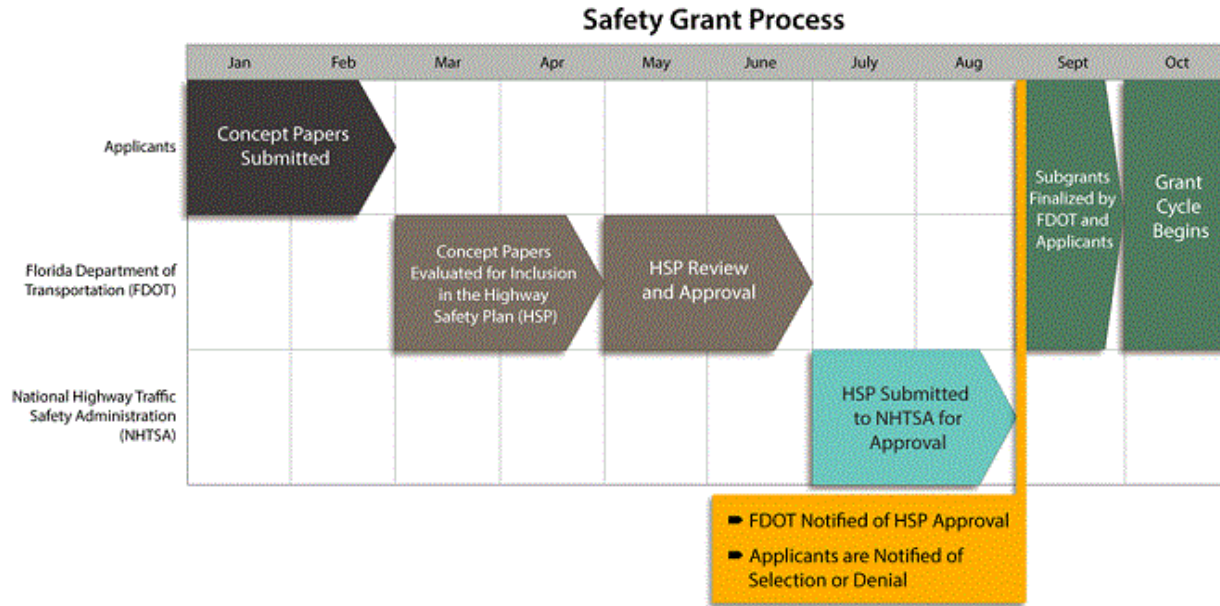 Safety Grant Process
Jan Feb Mar Apr May June July Aug Sept Oct
Applicants
Concept Papers
Submitted
Subgrants
Finalized by
FDOT and
Applicants
Grant
Cycle
Begins
Florida Department of
Transportation (FDOT)
Concept Papers
Evaluated for Inclusion
in the Highway
Safety Plan (HSP)
HSP Review
and Approval
National Highway Traffic
Safety Administration
(NHTSA)
HSP Submitted
to NHTSA for
Approval
FDOT Notified of HSP Approval
Applicants are Notified of
Selection or Denial